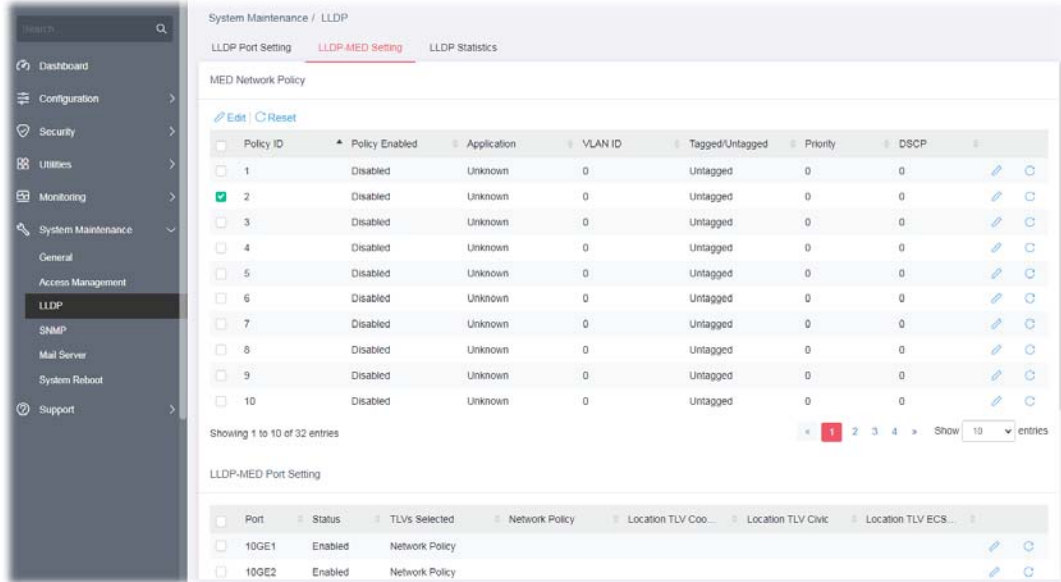 Search...
Dashboard
Configuration
Security
Utilities
Monitoring
System Maintenance
General
Access Management
LLDP
SNMP
Mail Server
System Reboot
Support
System Maintenance / LLDP
LLDP Port Setting LLDP-MED Setting LLDP Statistics
MED Network Policy
Edit | Reset
Policy ID Policy Enabled Application VLAN ID Tagged/Untagged Priority DSCP
1 Disabled Unknown 0 Untagged 0 0
2 Disabled Unknown 0 Untagged 0 0
3 Disabled Unknown 0 Untagged 0 0
4 Disabled Unknown 0 Untagged 0 0
5 Disabled Unknown 0 Untagged 0 0
6 Disabled Unknown 0 Untagged 0 0
7 Disabled Unknown 0 Untagged 0 0
8 Disabled Unknown 0 Untagged 0 0
9 Disabled Unknown 0 Untagged 0 0
10 Disabled Unknown 0 Untagged 0 0
Showing 1 to 10 of 32 entries « 1 2 3 4 » Show 10 entries
LLDP-MED Port Setting
Port Status TLVs Selected Network Policy Location TLV Coo... Location TLV Civic Location TLV ECS...
10GE1 Enabled Network Policy
10GE2 Enabled Network Policy